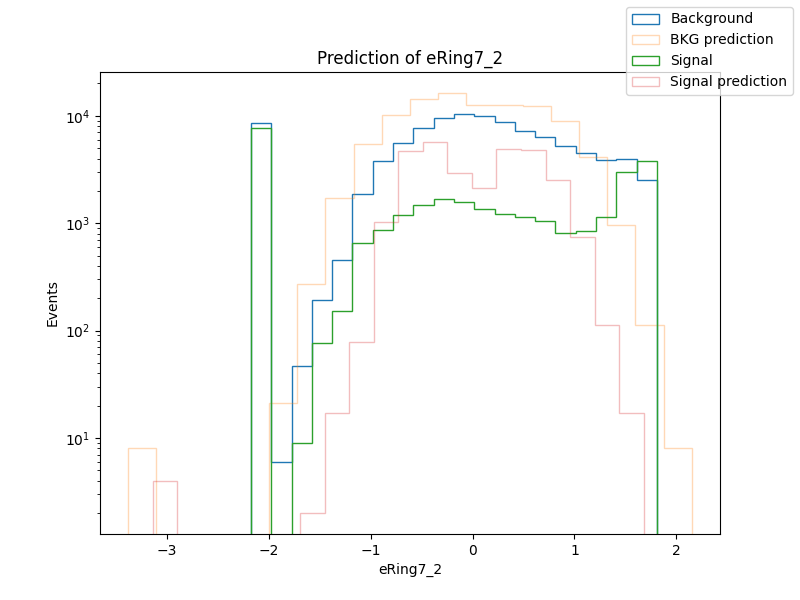 Prediction of eRing7_2
Background
BKG prediction
Signal
Signal prediction
Events
10⁴
10³
10²
10¹
−3
−2
−1
0
1
2
eRing7_2